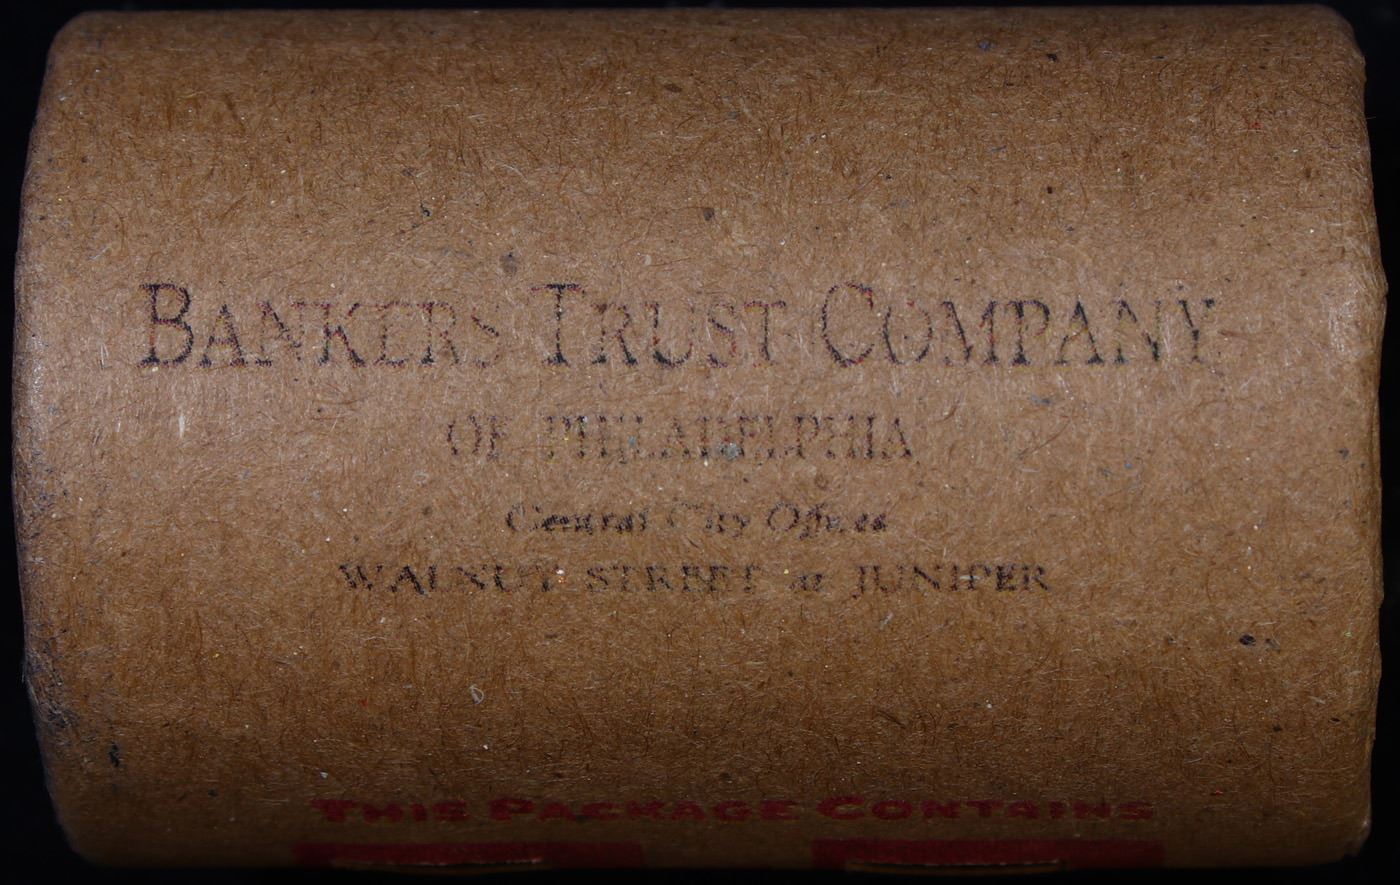 BANKERS TRUST COMPANY
OF PHILADELPHIA
Central City Offices
WALNUT STREET at JUNIPER
THIS PACKAGE CONTAINS